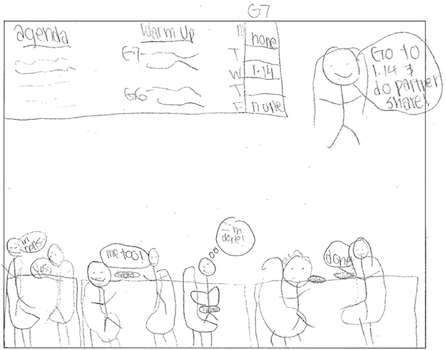 G7
agenda
Warm Up
G7
G6
M none
T
W 1.14
T
F none
Go to
1.14 &
do partner
share!
yes.
me too!
I'm
done!
done